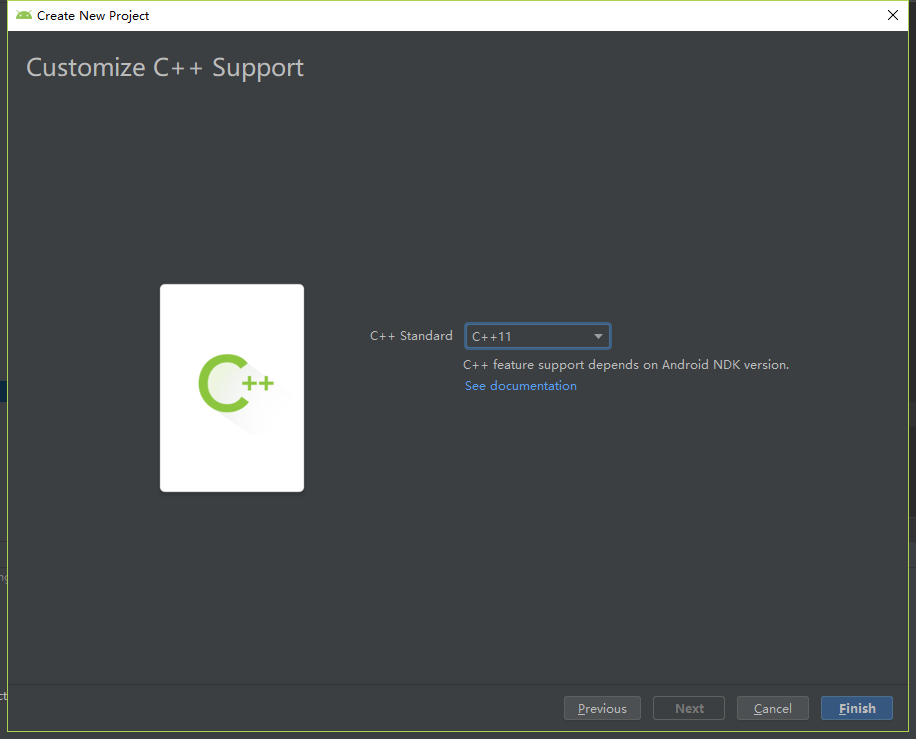 Create New Project
Customize C++ Support
C++
C++ Standard C++11
C++ feature support depends on Android NDK version.
See documentation
Previous Next Cancel Finish